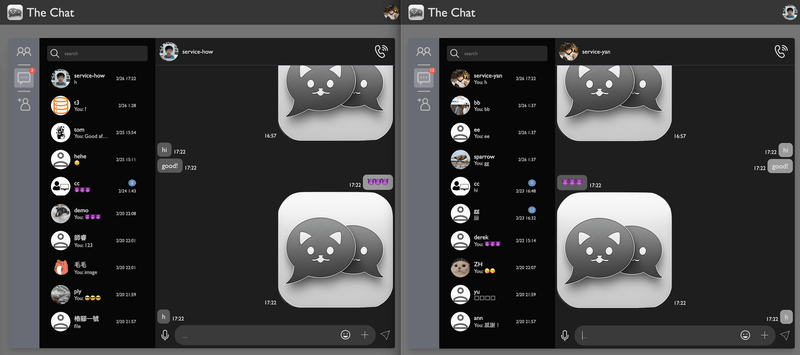 The Chat
search
service-how
h
2/26 17:22
t3
You: ?
2/26 1:28
tom
You: Good af...
2/25 15:54
hehe
2/25 15:11
cc
2/24 1:43
demo
You:
2/20 22:08
師睿
You: 123
2/20 22:01
毛毛
You: image
2/20 22:01
ply
You:
2/20 21:59
樁腳一號
file
2/20 21:57
service-how
16:57
hi
17:22
good!
17:22
17:22
17:22
h
17:22
...
The Chat
search
service-yan
You: h
2/26 17:22
bb
You: bb
2/26 1:37
ee
You: ee
2/26 1:37
sparrow
You: gg
2/26 1:37
cc
hi
2/23 16:48
2/23 16:32
derek
You:
2/22 15:14
ZH
You:
2/20 22:07
yu
You: □□□□
2/20 21:59
ann
You: 感謝！
2/20 21:57
service-yan
16:57
17:22
hi
17:22
good!
17:22
17:22
17:22
h